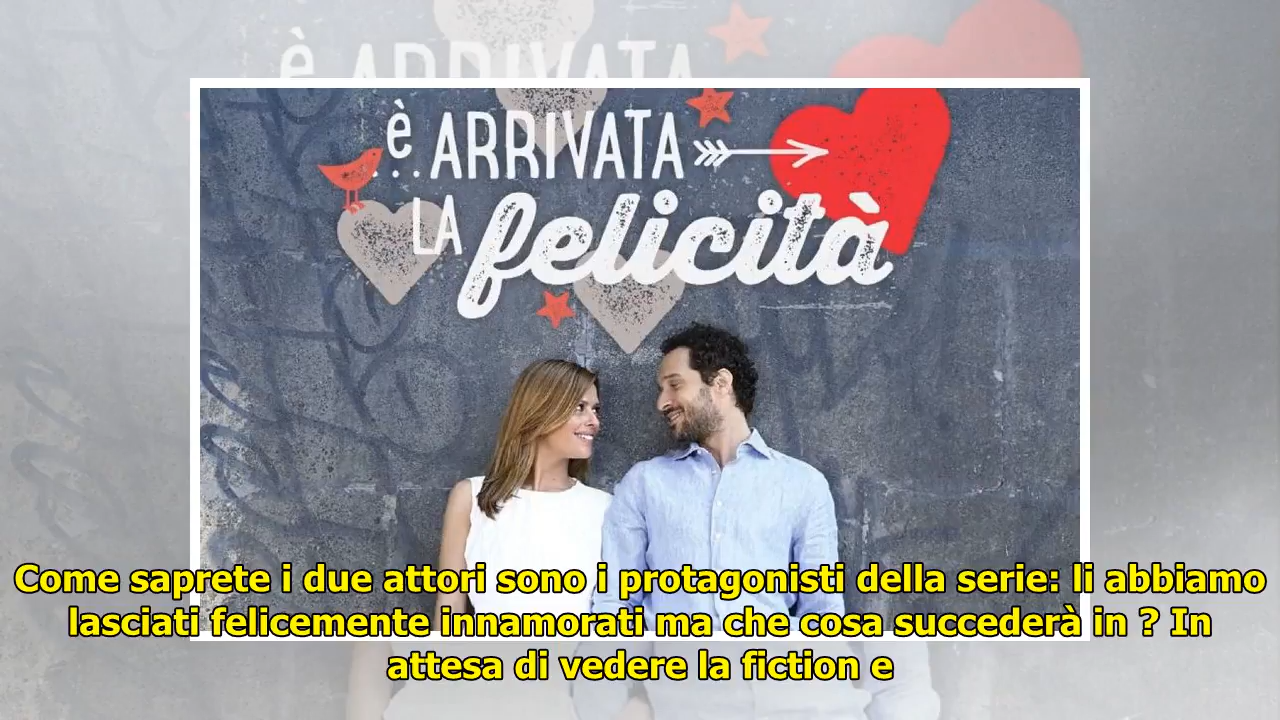 è ARRIVATA
...è ARRIVATA
LA felicità
Come saprete i due attori sono i protagonisti della serie: li abbiamo
lasciati felicemente innamorati ma che cosa succederà in ? In
attesa di vedere la fiction e